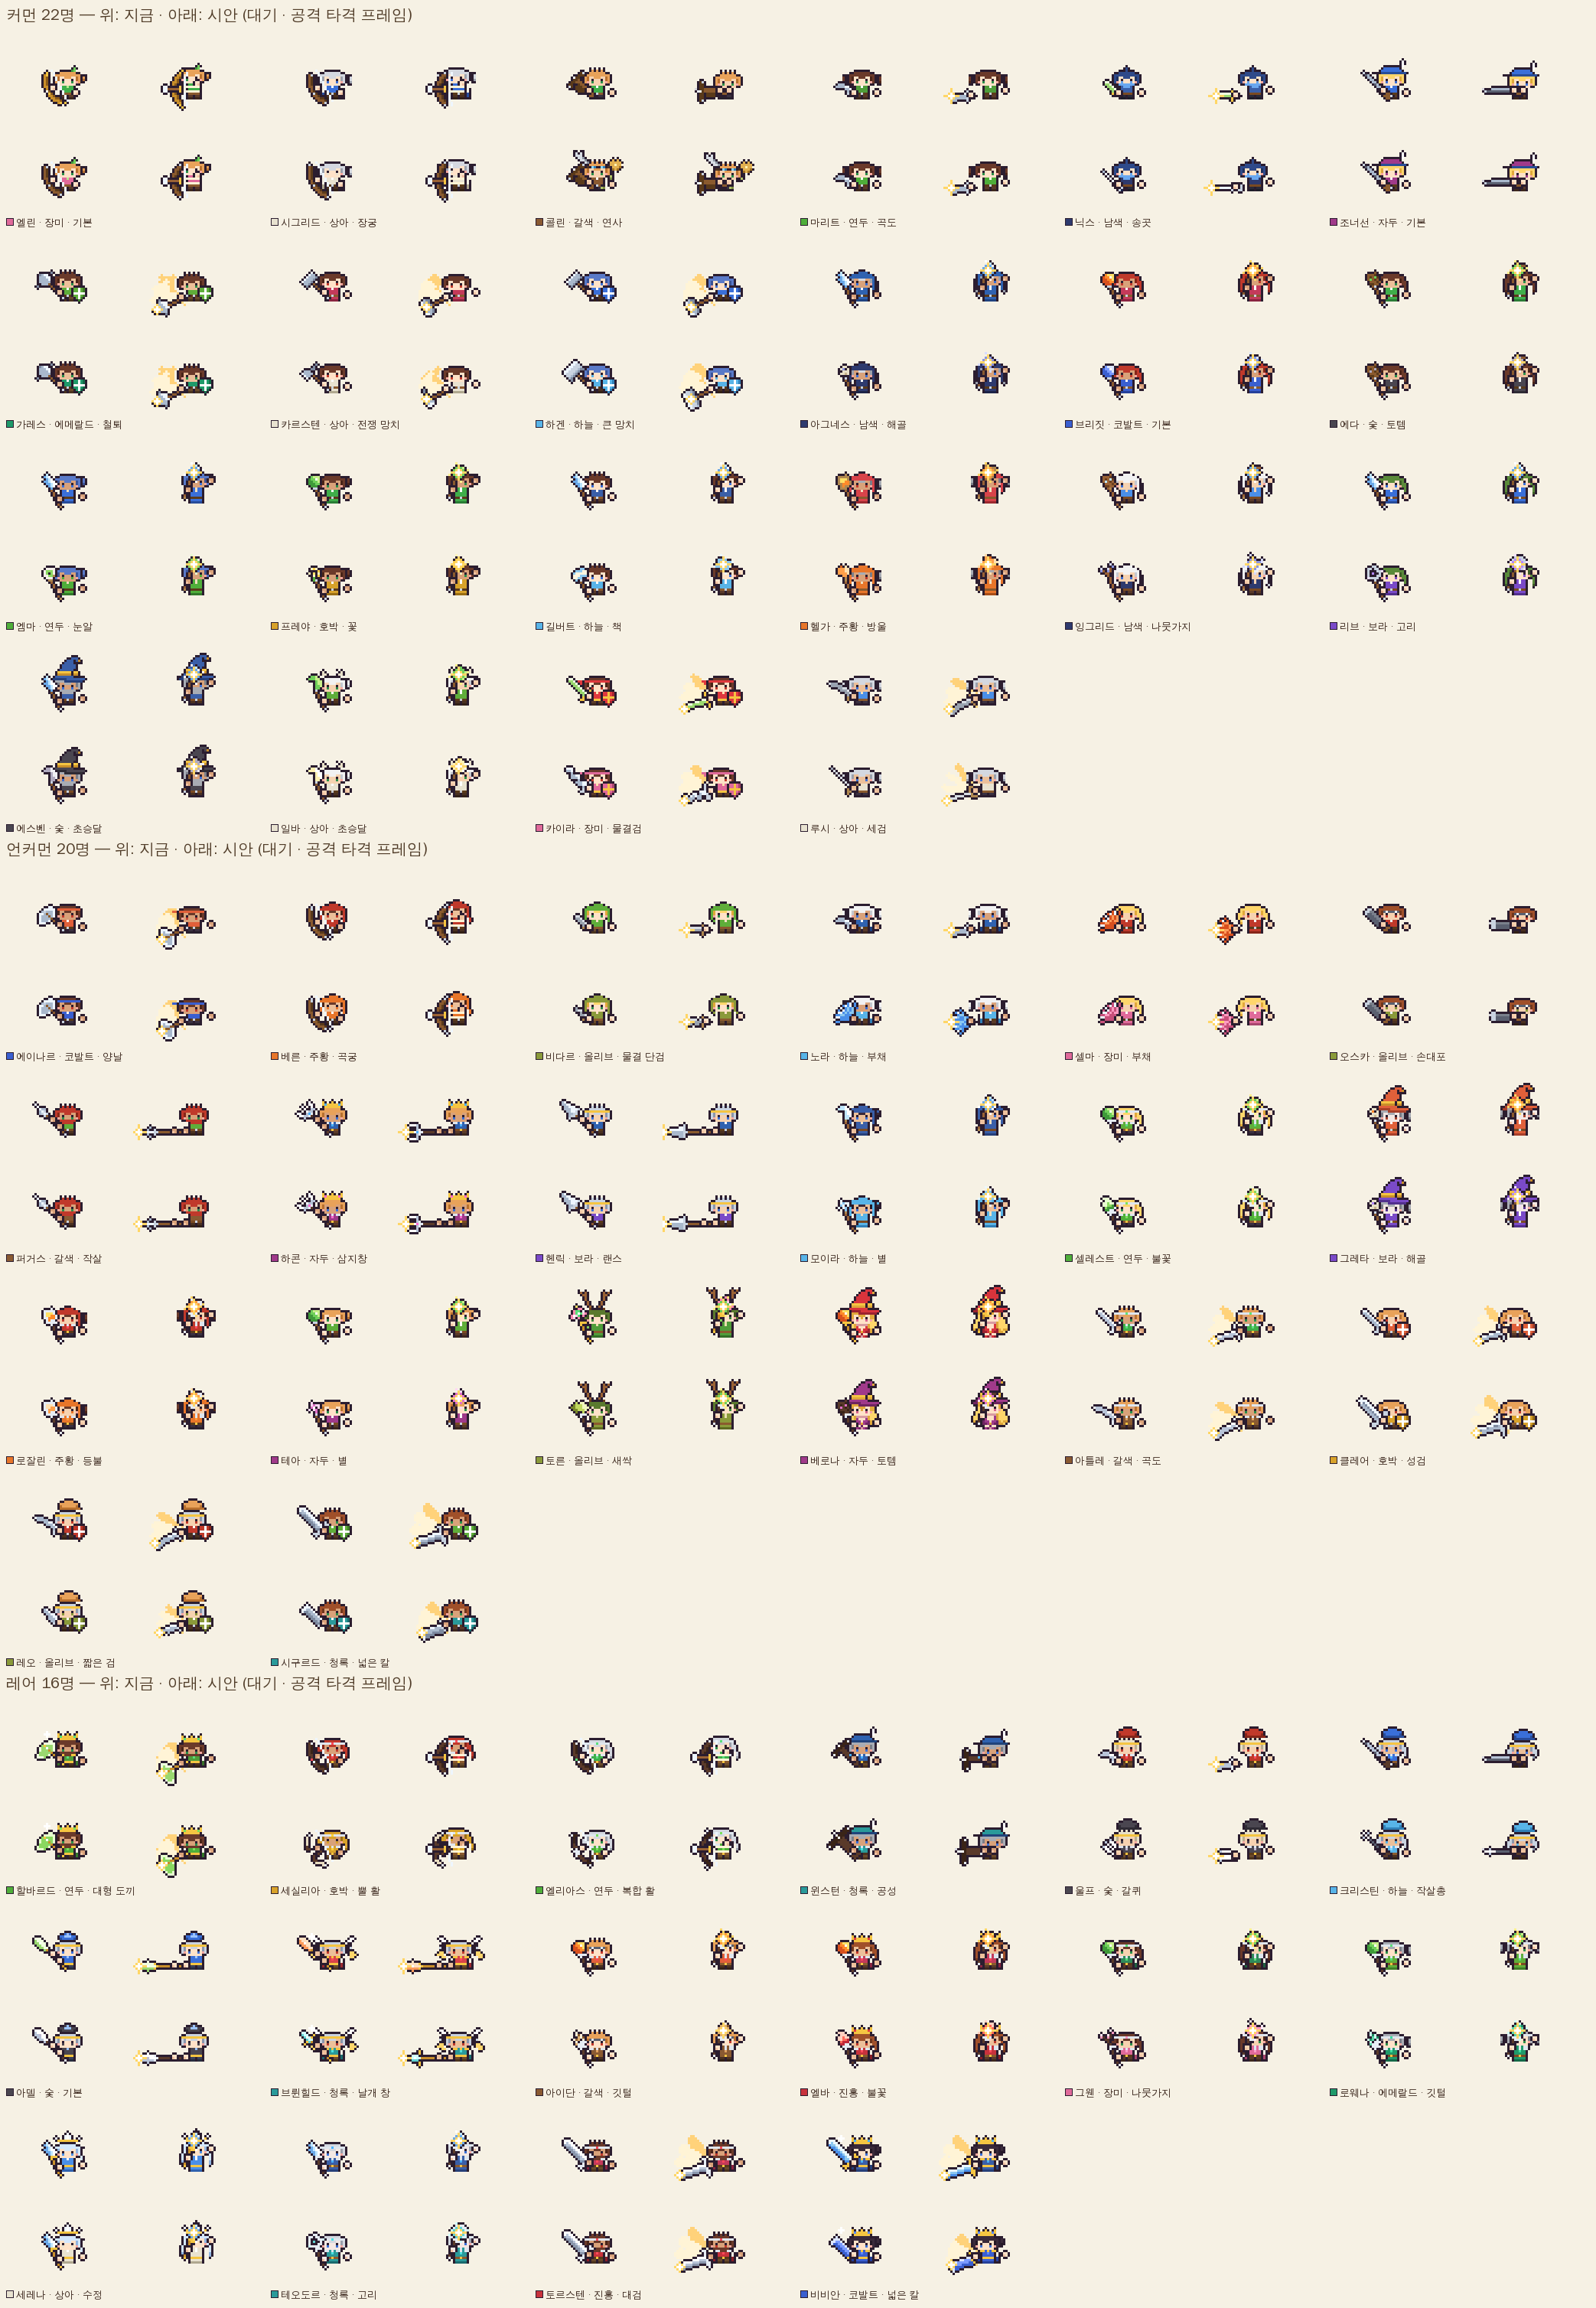 커먼 22명 — 위: 지금 · 아래: 시안 (대기 · 공격 타격 프레임)
엘린 · 장미 · 기본
시그리드 · 상아 · 장궁
콜린 · 갈색 · 연사
마리트 · 연두 · 곡도
닉스 · 남색 · 송곳
조너선 · 자두 · 기본
가레스 · 에메랄드 · 철퇴
카르스텐 · 상아 · 전쟁 망치
하겐 · 하늘 · 큰 망치
아그네스 · 남색 · 해골
브리짓 · 코발트 · 기본
에다 · 숯 · 토템
엠마 · 연두 · 눈알
프레야 · 호박 · 꽃
길버트 · 하늘 · 책
헬가 · 주황 · 방울
잉그리드 · 남색 · 나뭇가지
리브 · 보라 · 고리
에스벤 · 숯 · 초승달
일바 · 상아 · 초승달
카이라 · 장미 · 물결검
루시 · 상아 · 세검
언커먼 20명 — 위: 지금 · 아래: 시안 (대기 · 공격 타격 프레임)
에이나르 · 코발트 · 양날
베른 · 주황 · 곡궁
비다르 · 올리브 · 물결 단검
노라 · 하늘 · 부채
셀마 · 장미 · 부채
오스카 · 올리브 · 손대포
퍼거스 · 갈색 · 작살
하콘 · 자두 · 삼지창
헨릭 · 보라 · 랜스
모이라 · 하늘 · 별
셀레스트 · 연두 · 불꽃
그레타 · 보라 · 해골
로잘린 · 주황 · 등불
테아 · 자두 · 별
토른 · 올리브 · 새싹
베로나 · 자두 · 토템
아틀레 · 갈색 · 곡도
클레어 · 호박 · 성검
레오 · 올리브 · 짧은 검
시구르드 · 청록 · 넓은 칼
레어 16명 — 위: 지금 · 아래: 시안 (대기 · 공격 타격 프레임)
할바르드 · 연두 · 대형 도끼
세실리아 · 호박 · 뿔 활
엘리아스 · 연두 · 복합 활
윈스턴 · 청록 · 공성
울프 · 숯 · 갈퀴
크리스틴 · 하늘 · 작살총
아델 · 숯 · 기본
브륀힐드 · 청록 · 날개 창
아이단 · 갈색 · 깃털
엘바 · 진홍 · 불꽃
그웬 · 장미 · 나뭇가지
로웨나 · 에메랄드 · 깃털
세레나 · 상아 · 수정
테오도르 · 청록 · 고리
토르스텐 · 진홍 · 대검
비비안 · 코발트 · 넓은 칼